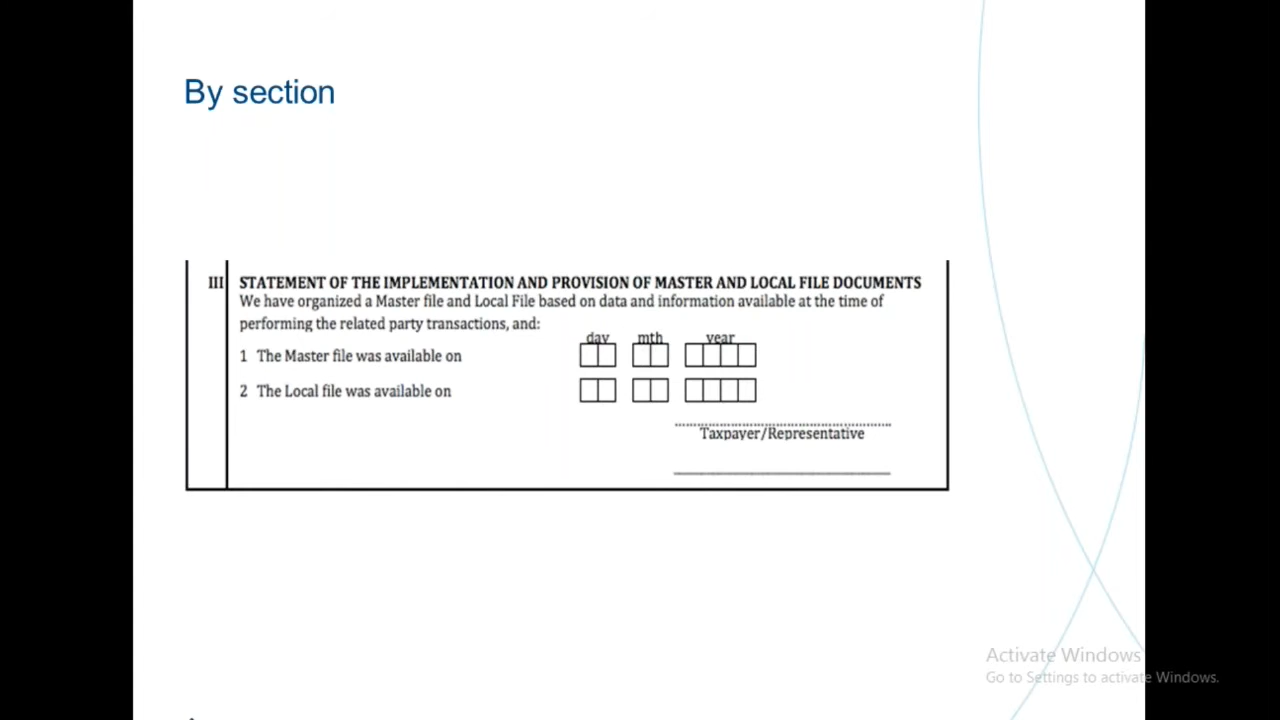 By section
III STATEMENT OF THE IMPLEMENTATION AND PROVISION OF MASTER AND LOCAL FILE DOCUMENTS
We have organized a Master file and Local File based on data and information available at the time of
performing the related party transactions, and:
day mth year
1 The Master file was available on
2 The Local file was available on
Taxpayer/Representative
Activate Windows
Go to Settings to activate Windows.